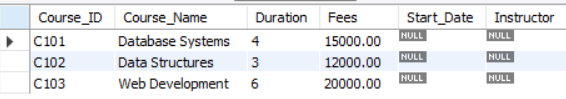 Course_ID Course_Name Duration Fees Start_Date Instructor
C101 Database Systems 4 15000.00 NULL NULL
C102 Data Structures 3 12000.00 NULL NULL
C103 Web Development 6 20000.00 NULL NULL